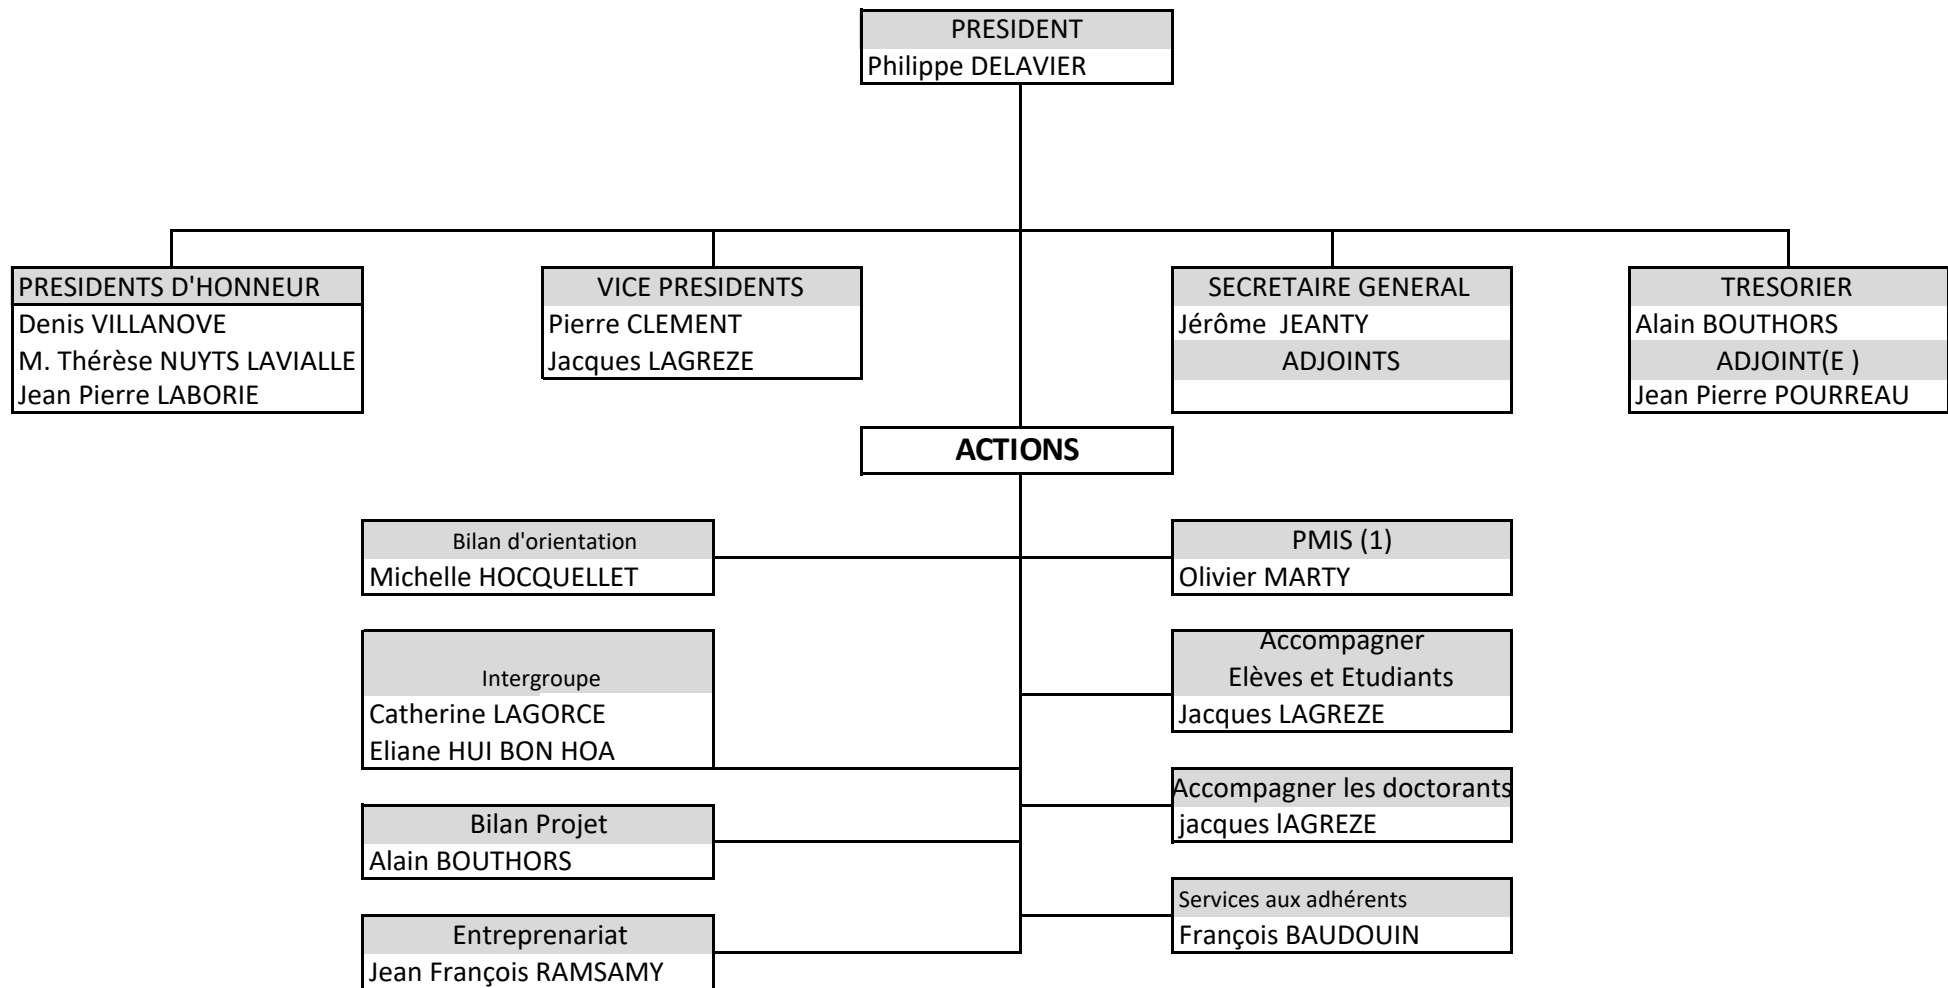 PRESIDENT
Philippe DELAVIER
PRESIDENTS D'HONNEUR
Denis VILLANOVE
M. Thérèse NUYTS LAVIALLE
Jean Pierre LABORIE
VICE PRESIDENTS
Pierre CLEMENT
Jacques LAGREZE
SECRETAIRE GENERAL
Jérôme  JEANTY
ADJOINTS
TRESORIER
Alain BOUTHORS
ADJOINT(E )
Jean Pierre POURREAU
ACTIONS
Bilan d'orientation
Michelle HOCQUELLET
Intergroupe
Catherine LAGORCE
Eliane HUI BON HOA
Bilan Projet
Alain BOUTHORS
Entreprenariat
Jean François RAMSAMY
PMIS (1)
Olivier MARTY
Accompagner
Elèves et Etudiants
Jacques LAGREZE
Accompagner les doctorants
jacques lAGREZE
Services aux adhérents
François BAUDOUIN